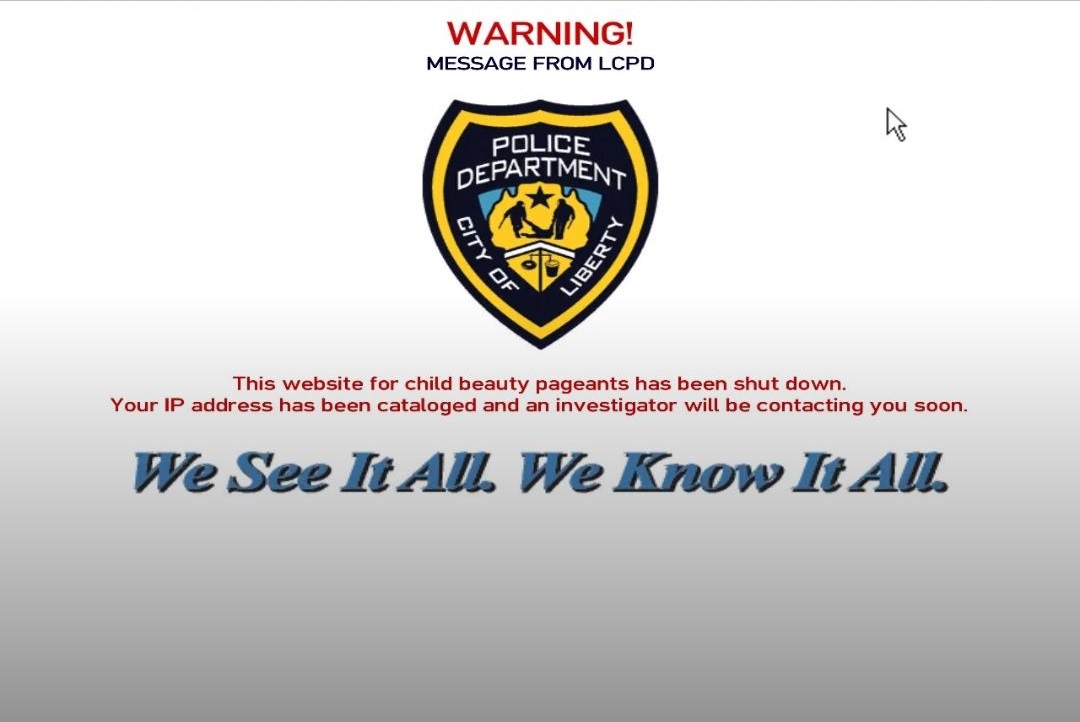 WARNING!
MESSAGE FROM LCPD
POLICE
DEPARTMENT
CITY OF
LIBERTY
This website for child beauty pageants has been shut down.
Your IP address has been cataloged and an investigator will be contacting you soon.
We See It All. We Know It All.